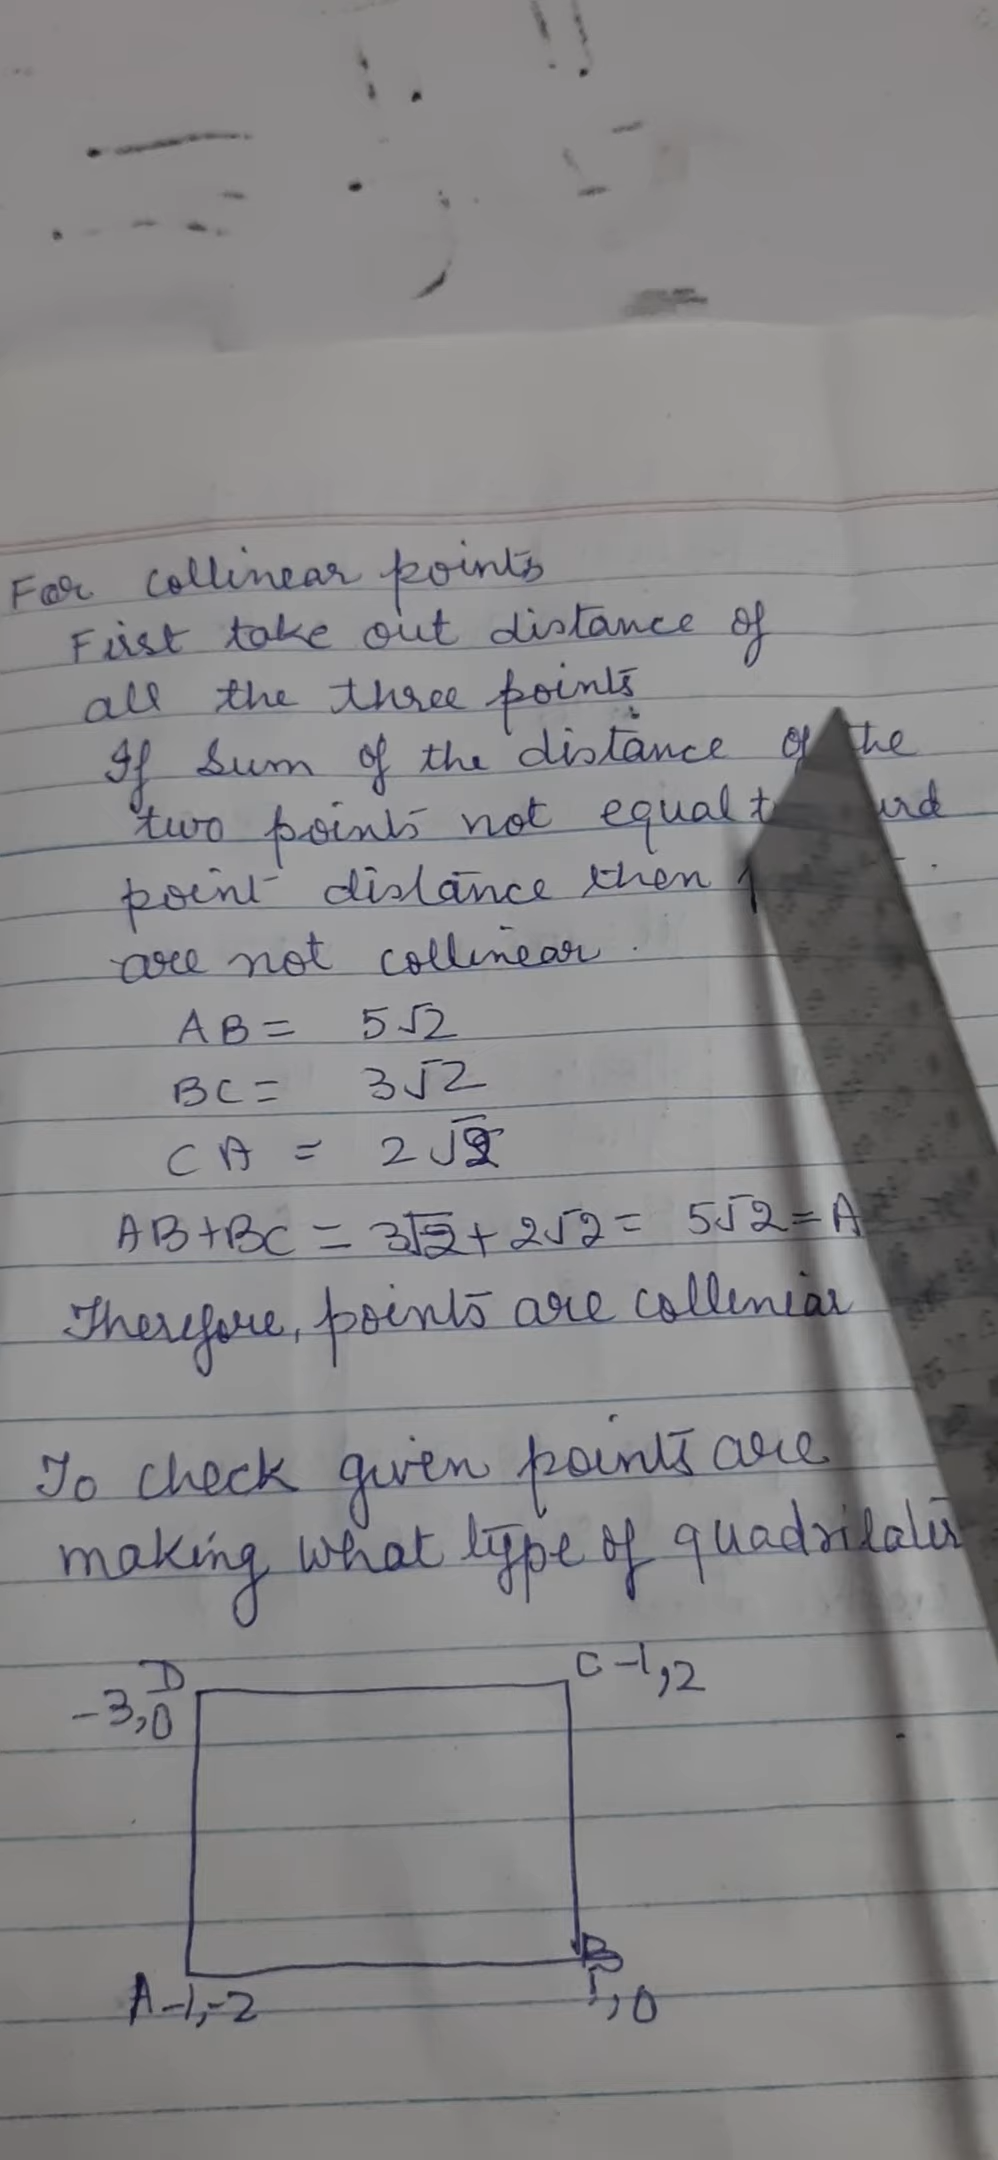 For collinear points
First take out distance of
all the three points
If sum of the distance of the
two points not equal
point distance then
are not collinear.
AB = 5√2
BC = 3√2
CA = 2√2
AB+BC = 3√2 + 2√2 = 5√2 = A
Therefore, points are colleniar
To check given points are
making what type of quadrilater
D
C -1,2
-3,0
B
A -1,-2
1,0